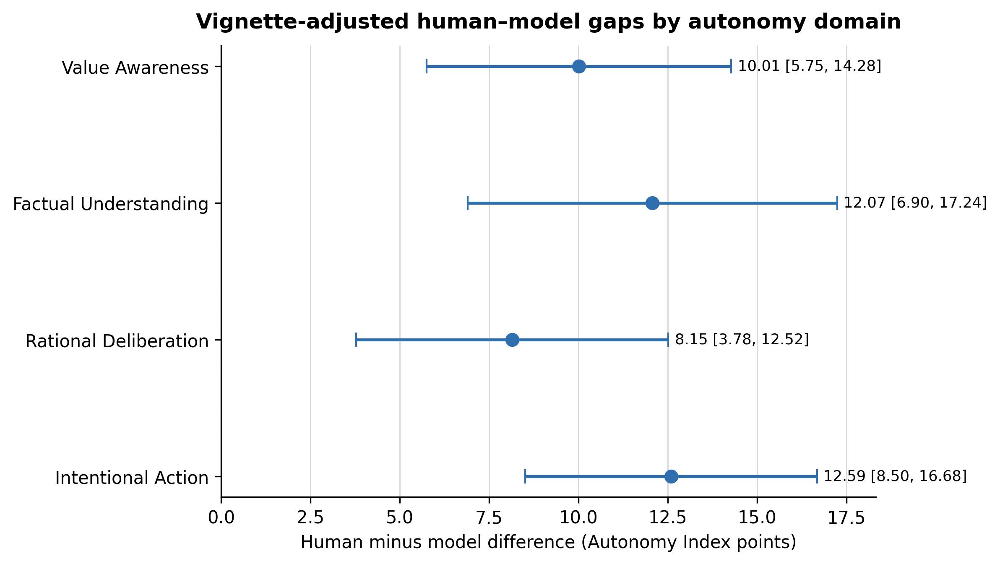 Vignette-adjusted human–model gaps by autonomy domain
Value Awareness
10.01 [5.75, 14.28]
Factual Understanding
12.07 [6.90, 17.24]
Rational Deliberation
8.15 [3.78, 12.52]
Intentional Action
12.59 [8.50, 16.68]
0.0 2.5 5.0 7.5 10.0 12.5 15.0 17.5
Human minus model difference (Autonomy Index points)